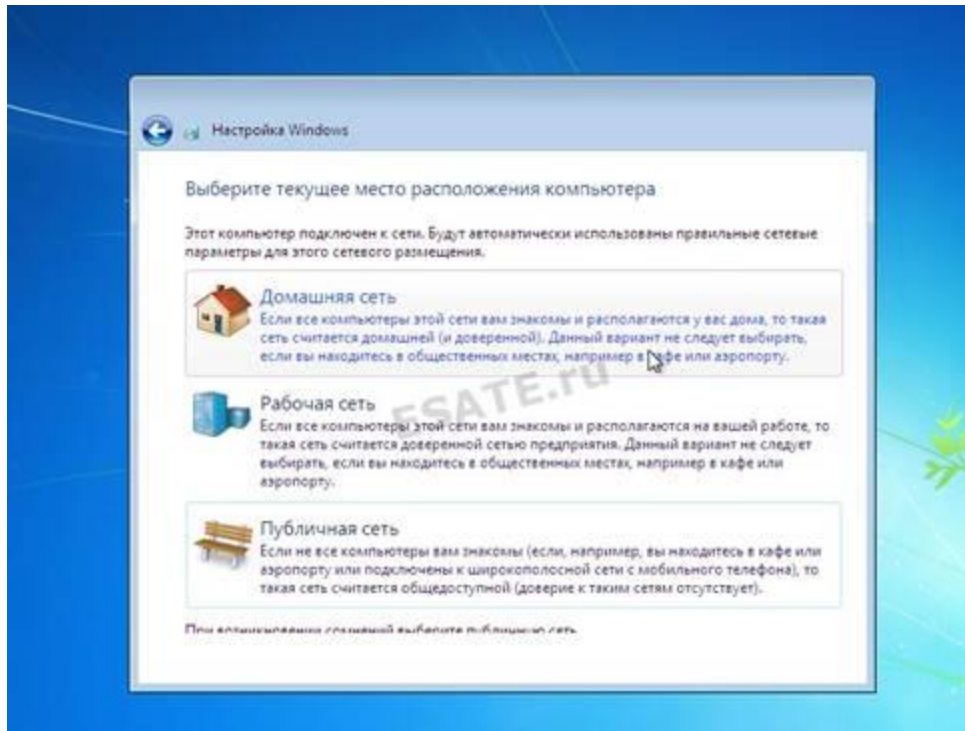 Настройка Windows
Выберите текущее место расположения компьютера
Этот компьютер подключен к сети. Будут автоматически использованы правильные сетевые
параметры для этого сетевого размещения.
Домашняя сеть
Если все компьютеры этой сети вам знакомы и располагаются у вас дома, то такая
сеть считается домашней (и доверенной). Данный вариант не следует выбирать,
если вы находитесь в общественных местах, например в кафе или аэропорту.
ESATE.ru
Рабочая сеть
Если все компьютеры этой сети вам знакомы и располагаются на вашей работе, то
такая сеть считается доверенной сетью предприятия. Данный вариант не следует
выбирать, если вы находитесь в общественных местах, например в кафе или
аэропорту.
Публичная сеть
Если не все компьютеры вам знакомы (если, например, вы находитесь в кафе или
аэропорту или подключены к широкополосной сети с мобильного телефона), то
такая сеть считается общедоступной (доверие к таким сетям отсутствует).
При возникновении сомнений выберите публичную сеть.